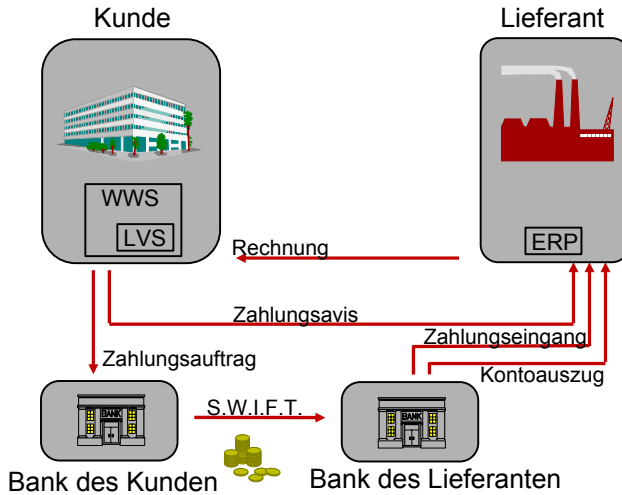 Kunde
Lieferant
WWS
LVS
ERP
Rechnung
Zahlungsavis
Zahlungseingang
Zahlungsauftrag
Kontoauszug
S.W.I.F.T.
BANK
BANK
Bank des Kunden
Bank des Lieferanten